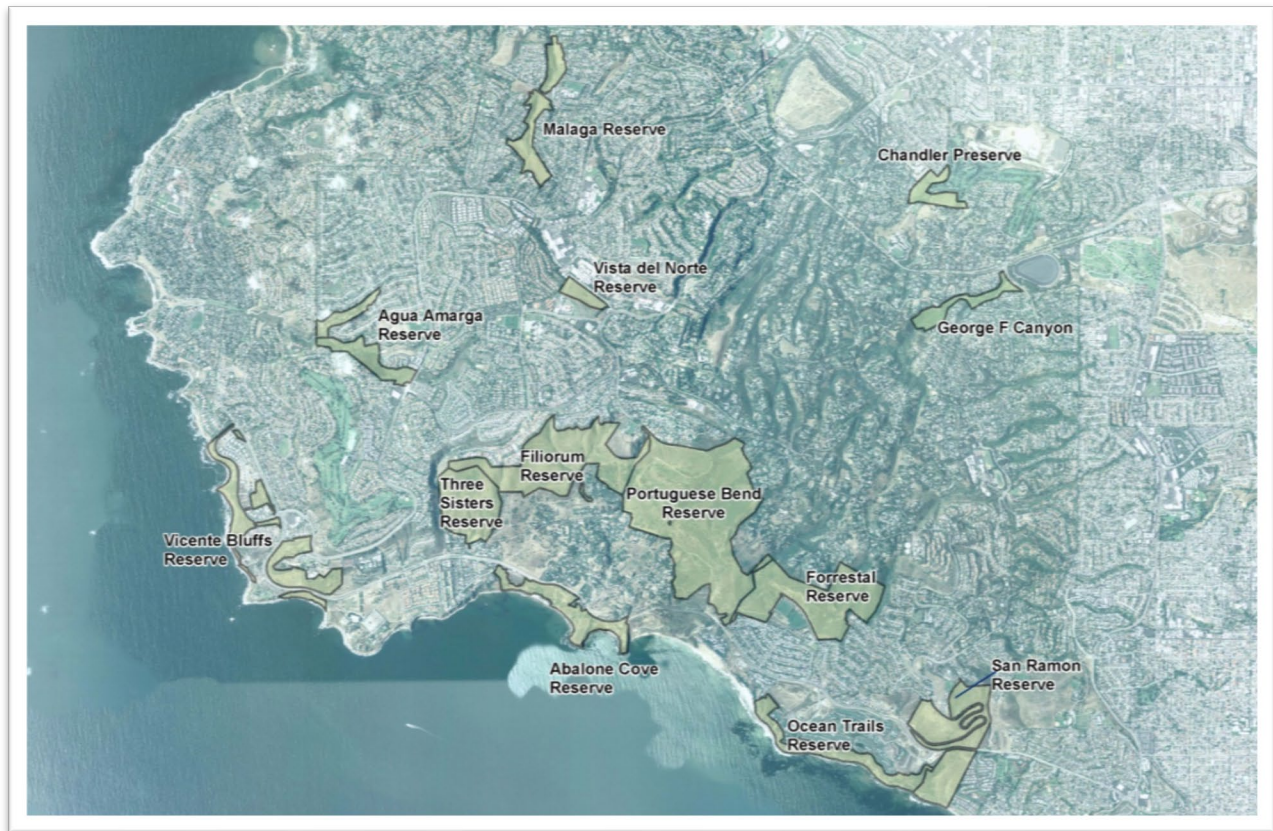 Malaga Reserve
Chandler Preserve
Vista del Norte
Reserve
Agua Amarga
Reserve
George F Canyon
Filiorum
Reserve
Three
Sisters
Reserve
Portuguese Bend
Reserve
Vicente Bluffs
Reserve
Forrestal
Reserve
Abalone Cove
Reserve
San Ramon
Reserve
Ocean Trails
Reserve